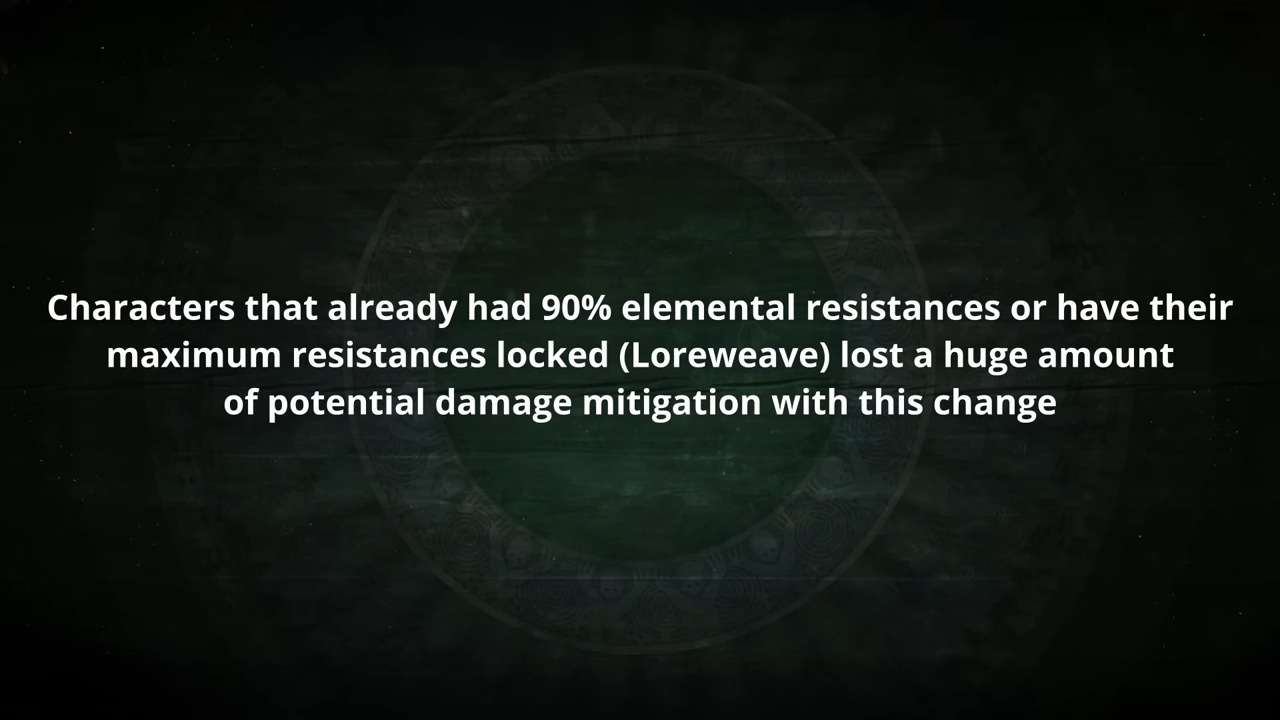 Characters that already had 90% elemental resistances or have their
maximum resistances locked (Loreweave) lost a huge amount
of potential damage mitigation with this change